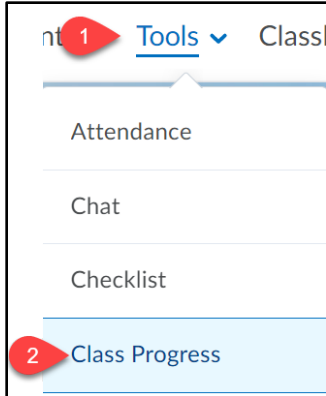 1 Tools
Attendance
Chat
Checklist
2 Class Progress